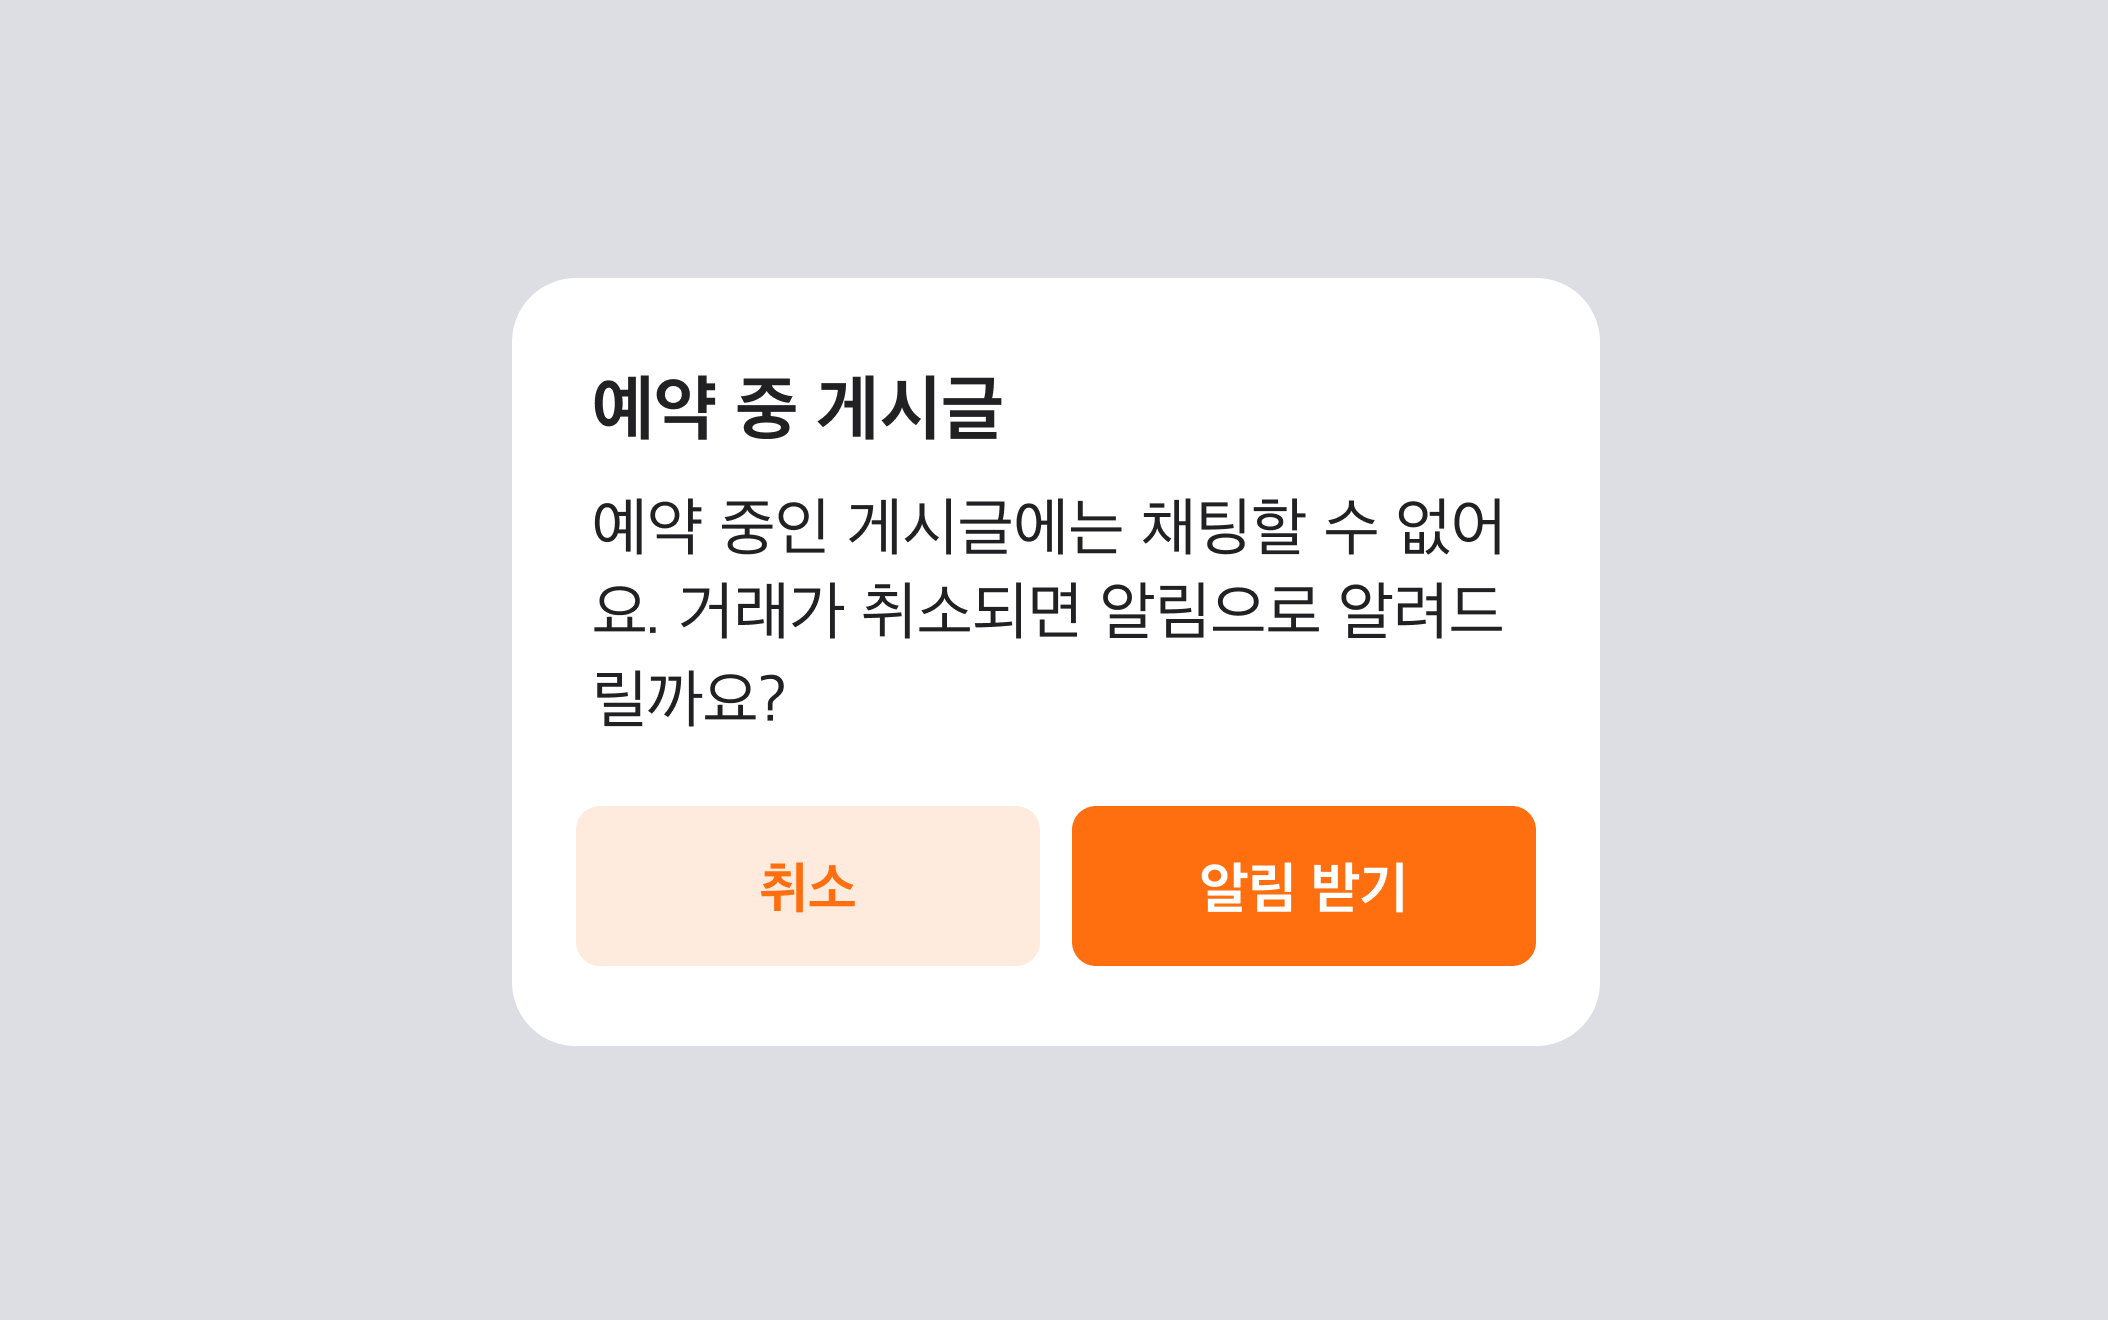 예약 중 게시글
예약 중인 게시글에는 채팅할 수 없어
요. 거래가 취소되면 알림으로 알려드
릴까요?
취소
알림 받기